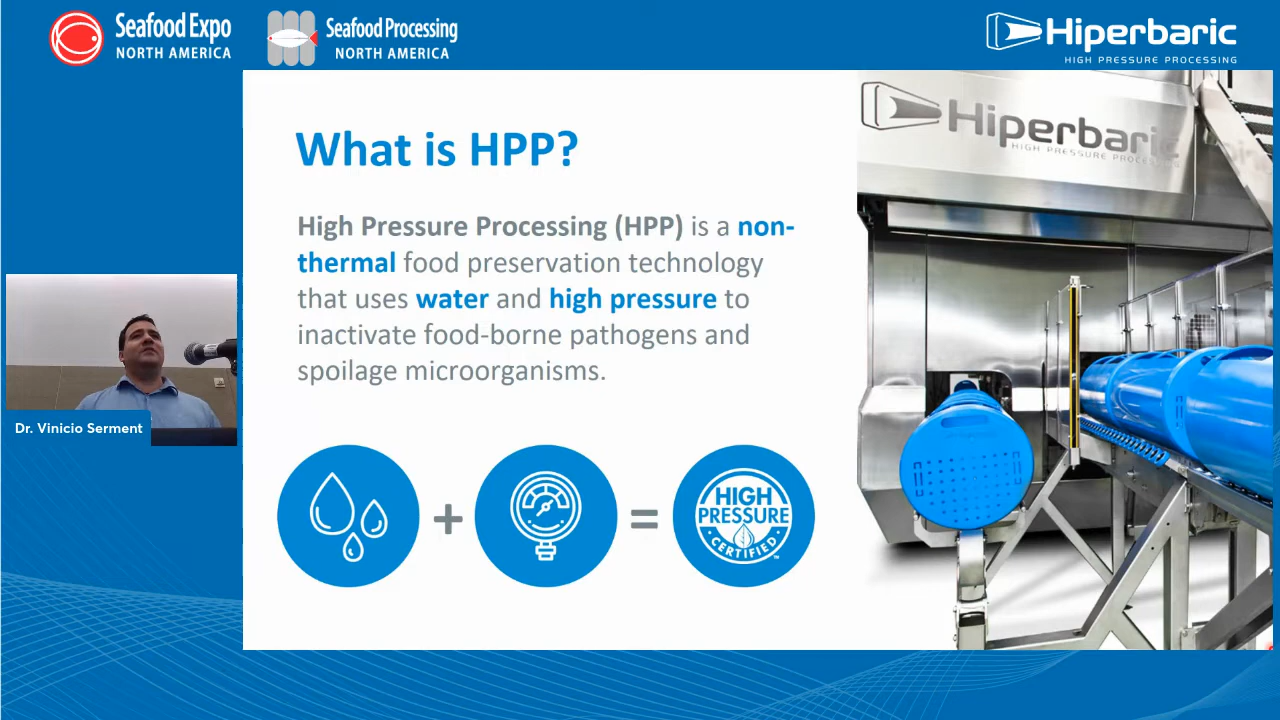 Seafood Expo
NORTH AMERICA
Seafood Processing
NORTH AMERICA
Hiperbaric
HIGH PRESSURE PROCESSING
What is HPP?
High Pressure Processing (HPP) is a non-
thermal food preservation technology
that uses water and high pressure to
inactivate food-borne pathogens and
spoilage microorganisms.
+
=
HIGH
PRESSURE
CERTIFIED
TM
Hiperbaric
HIGH PRESSURE PROCESSING
Dr. Vinicio Serment